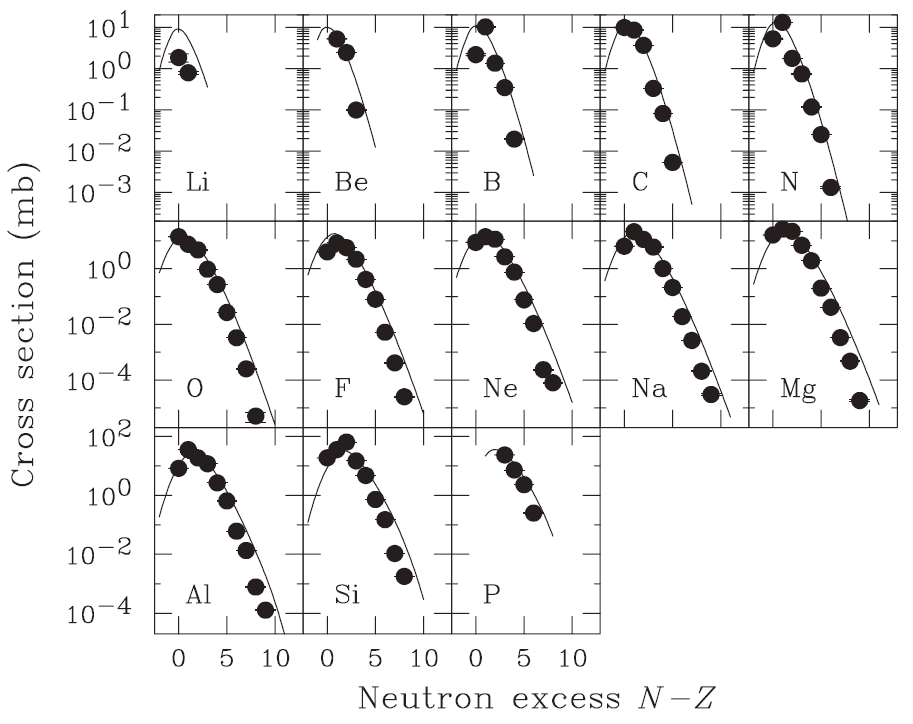 Cross section (mb)
10^1
10^0
10^-1
10^-2
10^-3
Li
Be
B
C
N
10^0
10^-2
10^-4
O
F
Ne
Na
Mg
10^2
10^0
10^-2
10^-4
Al
Si
P
0 5 0 5 0 5 10
Neutron excess N−Z